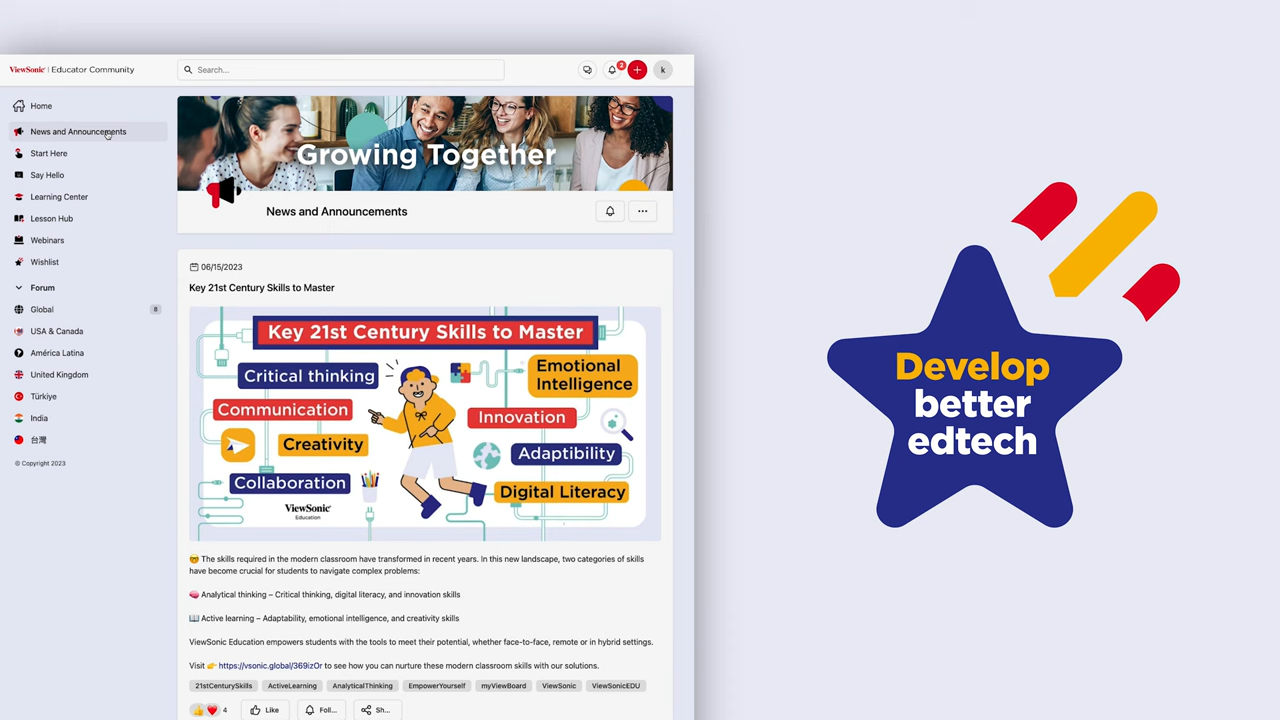 ViewSonic | Educator Community
Search...
2
k
Home
News and Announcements
Start Here
Say Hello
Learning Center
Lesson Hub
Webinars
Wishlist
Forum
Global
8
USA & Canada
América Latina
United Kingdom
Türkiye
India
台灣
© Copyright 2023
Growing Together
News and Announcements
06/15/2023
Key 21st Century Skills to Master
Key 21st Century Skills to Master
Critical thinking
Emotional
Intelligence
Communication
Innovation
Creativity
Adaptibility
Collaboration
Digital Literacy
ViewSonic
Education
🤓 The skills required in the modern classroom have transformed in recent years. In this new landscape, two categories of skills
have become crucial for students to navigate complex problems:
🧠 Analytical thinking – Critical thinking, digital literacy, and innovation skills
📖 Active learning – Adaptability, emotional intelligence, and creativity skills
ViewSonic Education empowers students with the tools to meet their potential, whether face-to-face, remote or in hybrid settings.
Visit 👉 https://vsonic.global/369izOr to see how you can nurture these modern classroom skills with our solutions.
21stCenturySkills ActiveLearning AnalyticalThinking EmpowerYourself myViewBoard ViewSonic ViewSonicEDU
4 Like Foll... Sh...
Develop
better
edtech